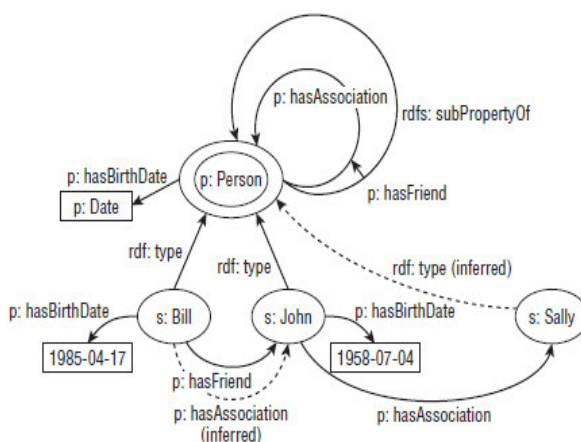 p: hasAssociation
rdfs: subPropertyOf
p: hasBirthDate
p: Person
p: hasFriend
p: Date
rdf: type
rdf: type
rdf: type (inferred)
p: hasBirthDate
s: Bill
s: John
p: hasBirthDate
s: Sally
1985-04-17
1958-07-04
p: hasFriend
p: hasAssociation
(inferred)
p: hasAssociation